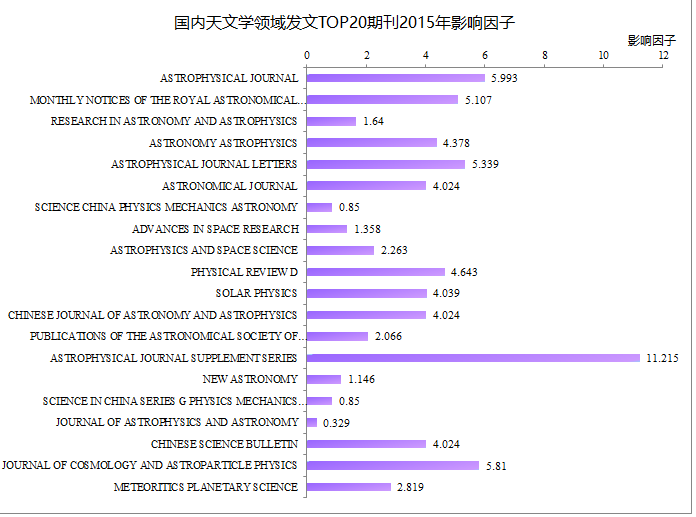 国内天文学领域发文TOP20期刊2015年影响因子
影响因子
0 2 4 6 8 10 12
ASTROPHYSICAL JOURNAL 5.993
MONTHLY NOTICES OF THE ROYAL ASTRONOMICAL... 5.107
RESEARCH IN ASTRONOMY AND ASTROPHYSICS 1.64
ASTRONOMY ASTROPHYSICS 4.378
ASTROPHYSICAL JOURNAL LETTERS 5.339
ASTRONOMICAL JOURNAL 4.024
SCIENCE CHINA PHYSICS MECHANICS ASTRONOMY 0.85
ADVANCES IN SPACE RESEARCH 1.358
ASTROPHYSICS AND SPACE SCIENCE 2.263
PHYSICAL REVIEW D 4.643
SOLAR PHYSICS 4.039
CHINESE JOURNAL OF ASTRONOMY AND ASTROPHYSICS 4.024
PUBLICATIONS OF THE ASTRONOMICAL SOCIETY OF... 2.066
ASTROPHYSICAL JOURNAL SUPPLEMENT SERIES 11.215
NEW ASTRONOMY 1.146
SCIENCE IN CHINA SERIES G PHYSICS MECHANICS... 0.85
JOURNAL OF ASTROPHYSICS AND ASTRONOMY 0.329
CHINESE SCIENCE BULLETIN 4.024
JOURNAL OF COSMOLOGY AND ASTROPARTICLE PHYSICS 5.81
METEORITICS PLANETARY SCIENCE 2.819